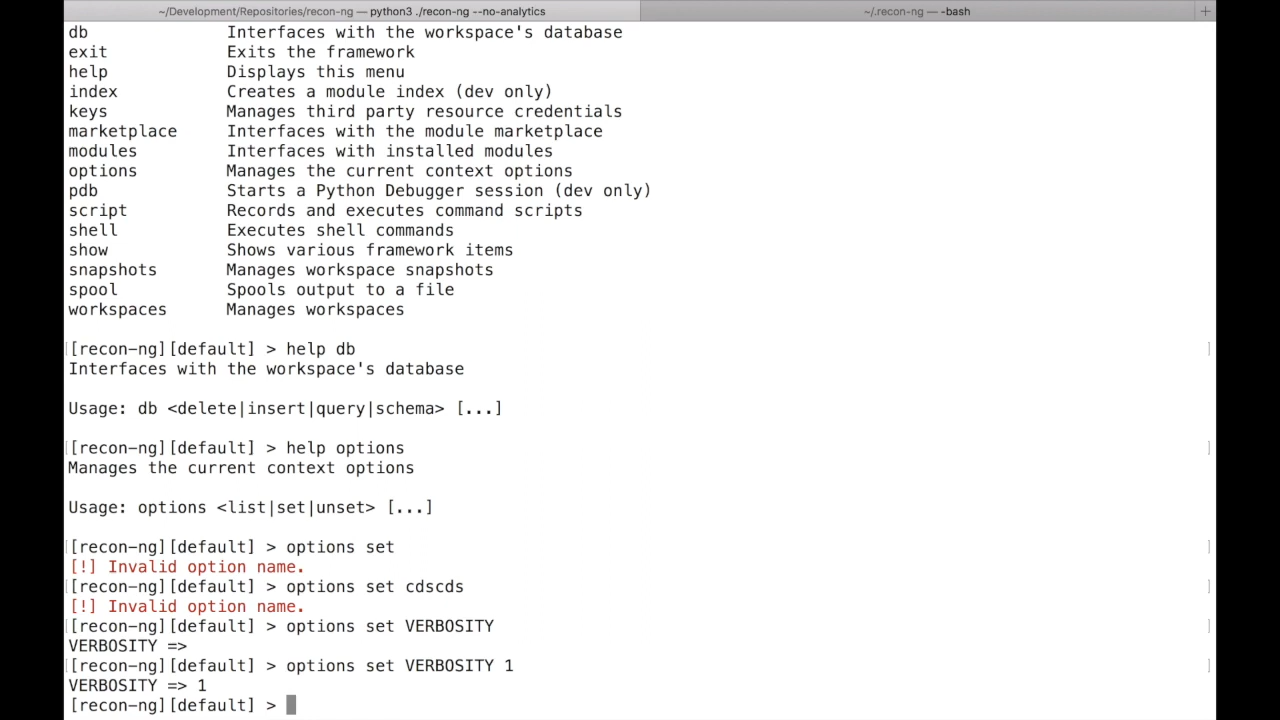 ~/Development/Repositories/recon-ng — python3 ./recon-ng --no-analytics
~/.recon-ng — -bash
+
db Interfaces with the workspace's database
exit Exits the framework
help Displays this menu
index Creates a module index (dev only)
keys Manages third party resource credentials
marketplace Interfaces with the module marketplace
modules Interfaces with installed modules
options Manages the current context options
pdb Starts a Python Debugger session (dev only)
script Records and executes command scripts
shell Executes shell commands
show Shows various framework items
snapshots Manages workspace snapshots
spool Spools output to a file
workspaces Manages workspaces
[recon-ng][default] > help db
Interfaces with the workspace's database
Usage: db <delete|insert|query|schema> [...]
[recon-ng][default] > help options
Manages the current context options
Usage: options <list|set|unset> [...]
[recon-ng][default] > options set
[!] Invalid option name.
[recon-ng][default] > options set cdscds
[!] Invalid option name.
[recon-ng][default] > options set VERBOSITY
VERBOSITY =>
[recon-ng][default] > options set VERBOSITY 1
VERBOSITY => 1
[recon-ng][default] >